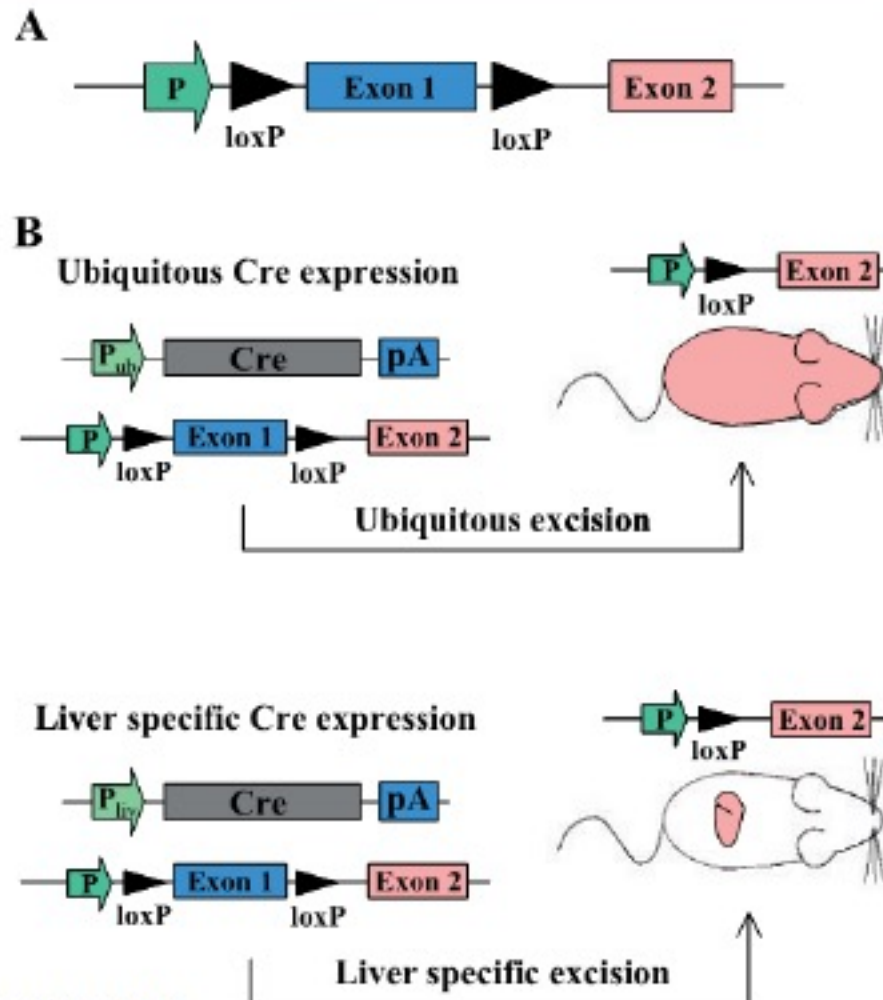 A
P
Exon 1
Exon 2
loxP
loxP
B
Ubiquitous Cre expression
P
loxP
Exon 2
Pub
Cre
pA
P
Exon 1
Exon 2
loxP
loxP
Ubiquitous excision
Liver specific Cre expression
P
loxP
Exon 2
Pliv
Cre
pA
P
Exon 1
Exon 2
loxP
loxP
Liver specific excision